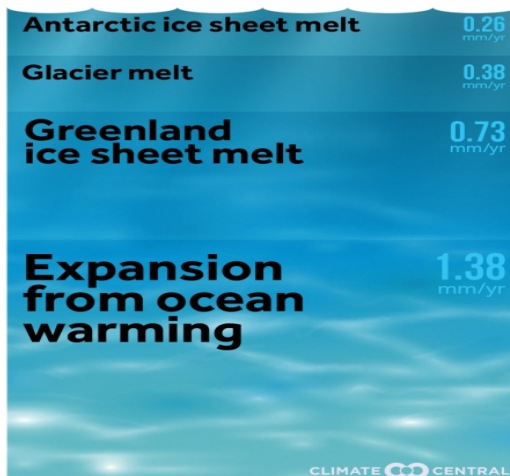 Antarctic ice sheet melt 0.26
mm/yr
Glacier melt 0.38
mm/yr
Greenland 0.73
ice sheet melt mm/yr
Expansion 1.38
from ocean mm/yr
warming
CLIMATE CENTRAL